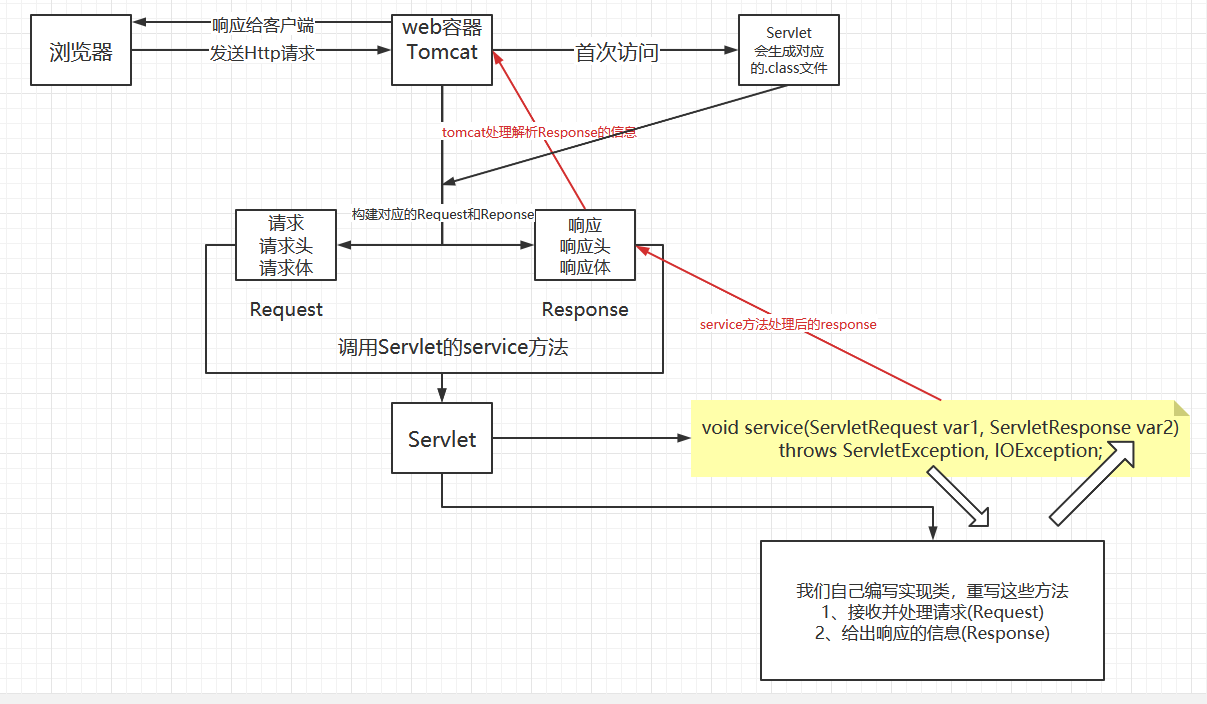 浏览器
响应给客户端
发送Http请求
web容器
Tomcat
首次访问
Servlet
会生成对应
的.class文件
tomcat处理解析Response的信息
构建对应的Request和Reponse
请求
请求头
请求体
响应
响应头
响应体
Request
Response
service方法处理后的response
调用Servlet的service方法
Servlet
void service(ServletRequest var1, ServletResponse var2)
throws ServletException, IOException;
我们自己编写实现类，重写这些方法
1、接收并处理请求(Request)
2、给出响应的信息(Response)